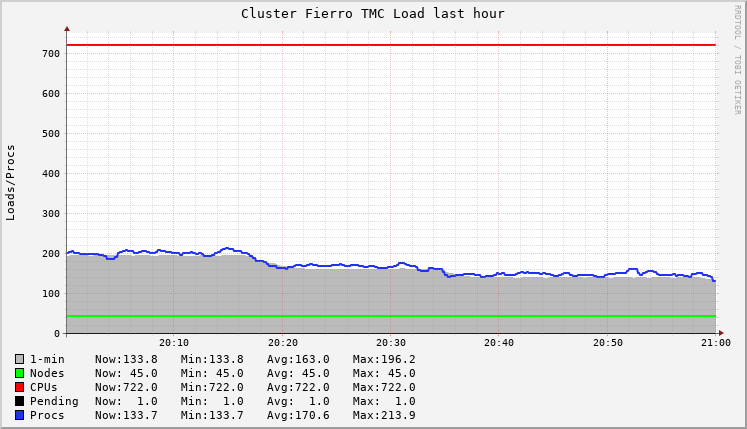 Cluster Fierro TMC Load last hour
RRDTOOL / TOBI OETIKER
Loads/Procs
700
600
500
400
300
200
100
0
20:10 20:20 20:30 20:40 20:50 21:00
1-min Now:133.8 Min:133.8 Avg:163.0 Max:196.2
Nodes Now: 45.0 Min: 45.0 Avg: 45.0 Max: 45.0
CPUs Now:722.0 Min:722.0 Avg:722.0 Max:722.0
Pending Now: 1.0 Min: 1.0 Avg: 1.0 Max: 1.0
Procs Now:133.7 Min:133.7 Avg:170.6 Max:213.9